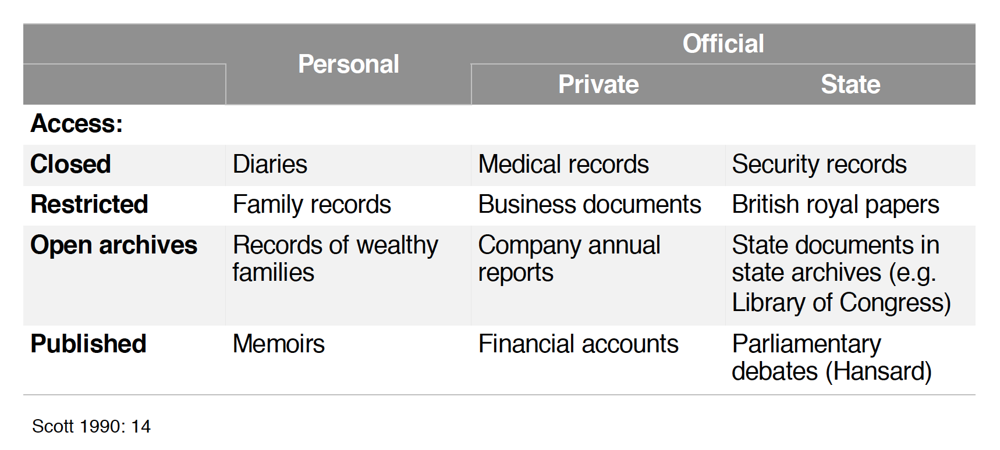 Official
Personal
Private State
Access:
Closed Diaries Medical records Security records
Restricted Family records Business documents British royal papers
Open archives Records of wealthy Company annual State documents in
families reports state archives (e.g.
Library of Congress)
Published Memoirs Financial accounts Parliamentary
debates (Hansard)
Scott 1990: 14